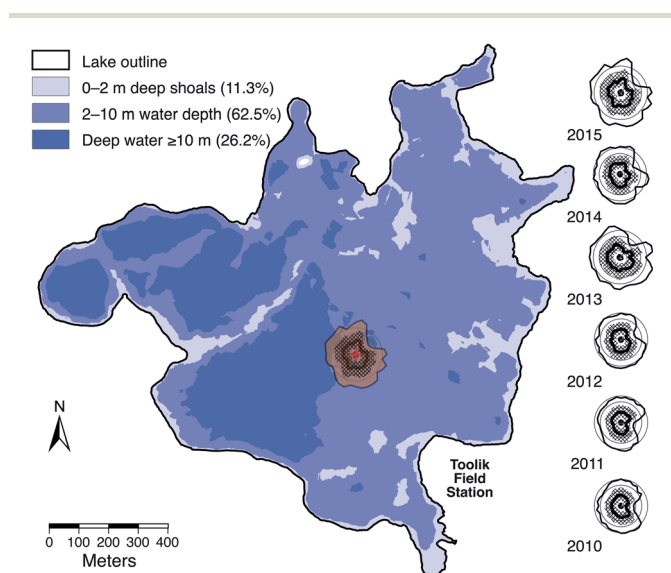 Lake outline
0–2 m deep shoals (11.3%)
2–10 m water depth (62.5%)
Deep water ≥10 m (26.2%)
2015
2014
2013
2012
2011
2010
N
Toolik
Field
Station
0 100 200 300 400
Meters